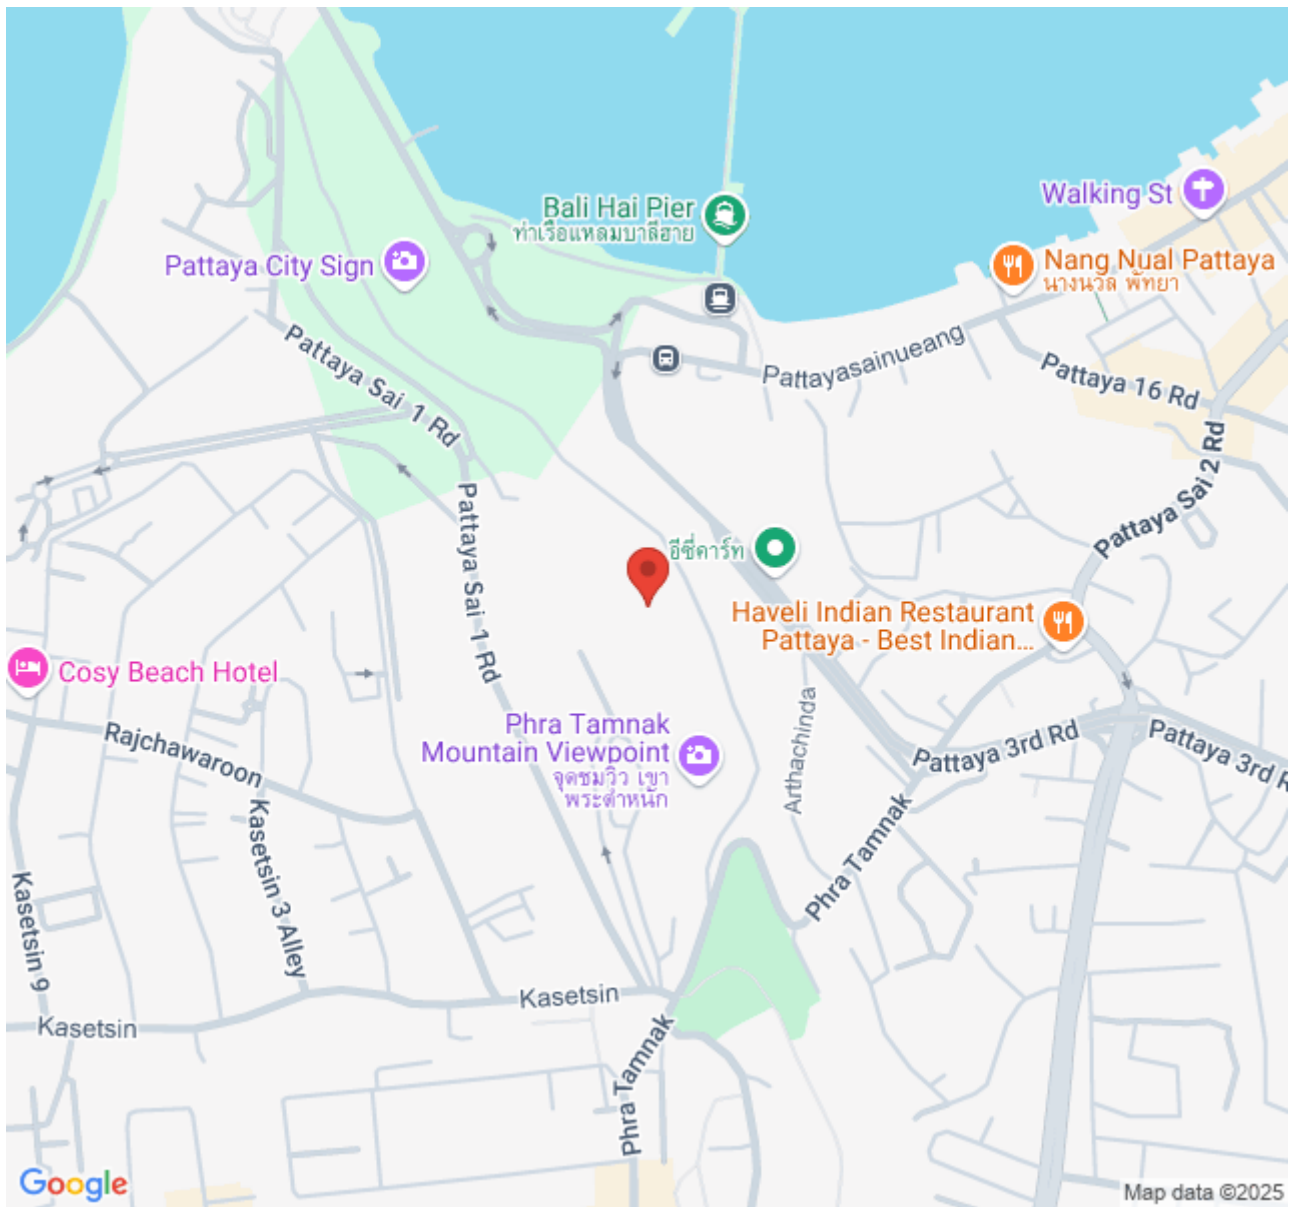 Walking St
Bali Hai Pier
ท่าเรือแหลมบาลีฮาย
Pattaya City Sign
Nang Nual Pattaya
นางนวล พัทยา
Pattaya Sai 1 Rd
Pattayasainueang
Pattaya 16 Rd
Pattaya Sai 2 Rd
Pattaya Sai 1 Rd
อีซี่คาร์ท
Haveli Indian Restaurant
Pattaya - Best Indian...
Cosy Beach Hotel
Rajchawaroon
Phra Tamnak
Mountain Viewpoint
จุดชมวิว เขา
พระตำหนัก
Arthachinda
Pattaya 3rd Rd
Pattaya 3rd R
Kasetsin 3 Alley
Phra Tamnak
Kasetsin 9
Kasetsin
Kasetsin
Phra Tamnak
Google
Map data ©2025